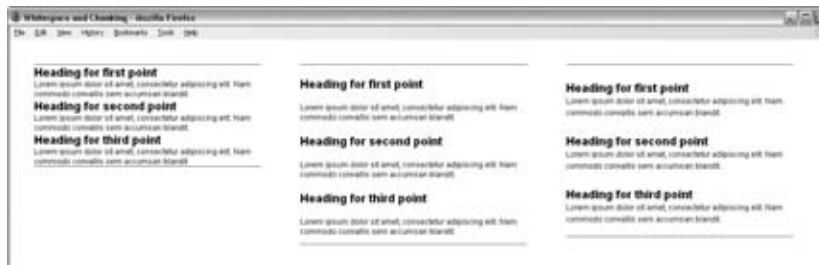 Whitespace and Chunking - Mozilla Firefox
File Edit View History Bookmarks Tools Help
Heading for first point
Lorem ipsum dolor sit amet, consectetur adipiscing elit. Nam
commodo convallis sem accumsan blandit.
Heading for second point
Lorem ipsum dolor sit amet, consectetur adipiscing elit. Nam
commodo convallis sem accumsan blandit.
Heading for third point
Lorem ipsum dolor sit amet, consectetur adipiscing elit. Nam
commodo convallis sem accumsan blandit.
Heading for first point
Lorem ipsum dolor sit amet, consectetur adipiscing elit. Nam
commodo convallis sem accumsan blandit.
Heading for second point
Lorem ipsum dolor sit amet, consectetur adipiscing elit. Nam
commodo convallis sem accumsan blandit.
Heading for third point
Lorem ipsum dolor sit amet, consectetur adipiscing elit. Nam
commodo convallis sem accumsan blandit.
Heading for first point
Lorem ipsum dolor sit amet, consectetur adipiscing elit. Nam
commodo convallis sem accumsan blandit.
Heading for second point
Lorem ipsum dolor sit amet, consectetur adipiscing elit. Nam
commodo convallis sem accumsan blandit.
Heading for third point
Lorem ipsum dolor sit amet, consectetur adipiscing elit. Nam
commodo convallis sem accumsan blandit.